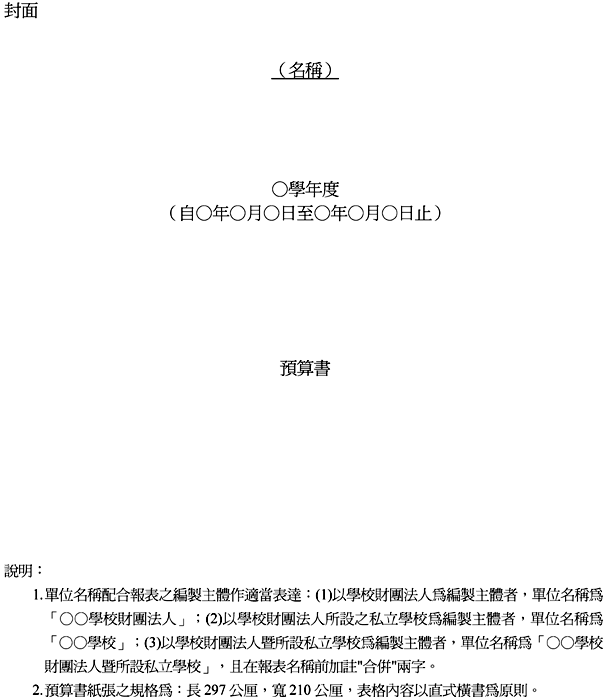 封面
（名稱）
○學年度
（自○年○月○日至○年○月○日止）
預算書
說明：
1.單位名稱配合報表之編製主體作適當表達：(1)以學校財團法人為編製主體者，單位名稱為
「○○學校財團法人」；(2)以學校財團法人所設之私立學校為編製主體者，單位名稱為
「○○學校」；(3)以學校財團法人暨所設私立學校為編製主體者，單位名稱為「○○學校
財團法人暨所設私立學校」，且在報表名稱前加註"合併"兩字。
2.預算書紙張之規格為：長 297 公厘，寬 210 公厘，表格內容以直式橫書為原則。